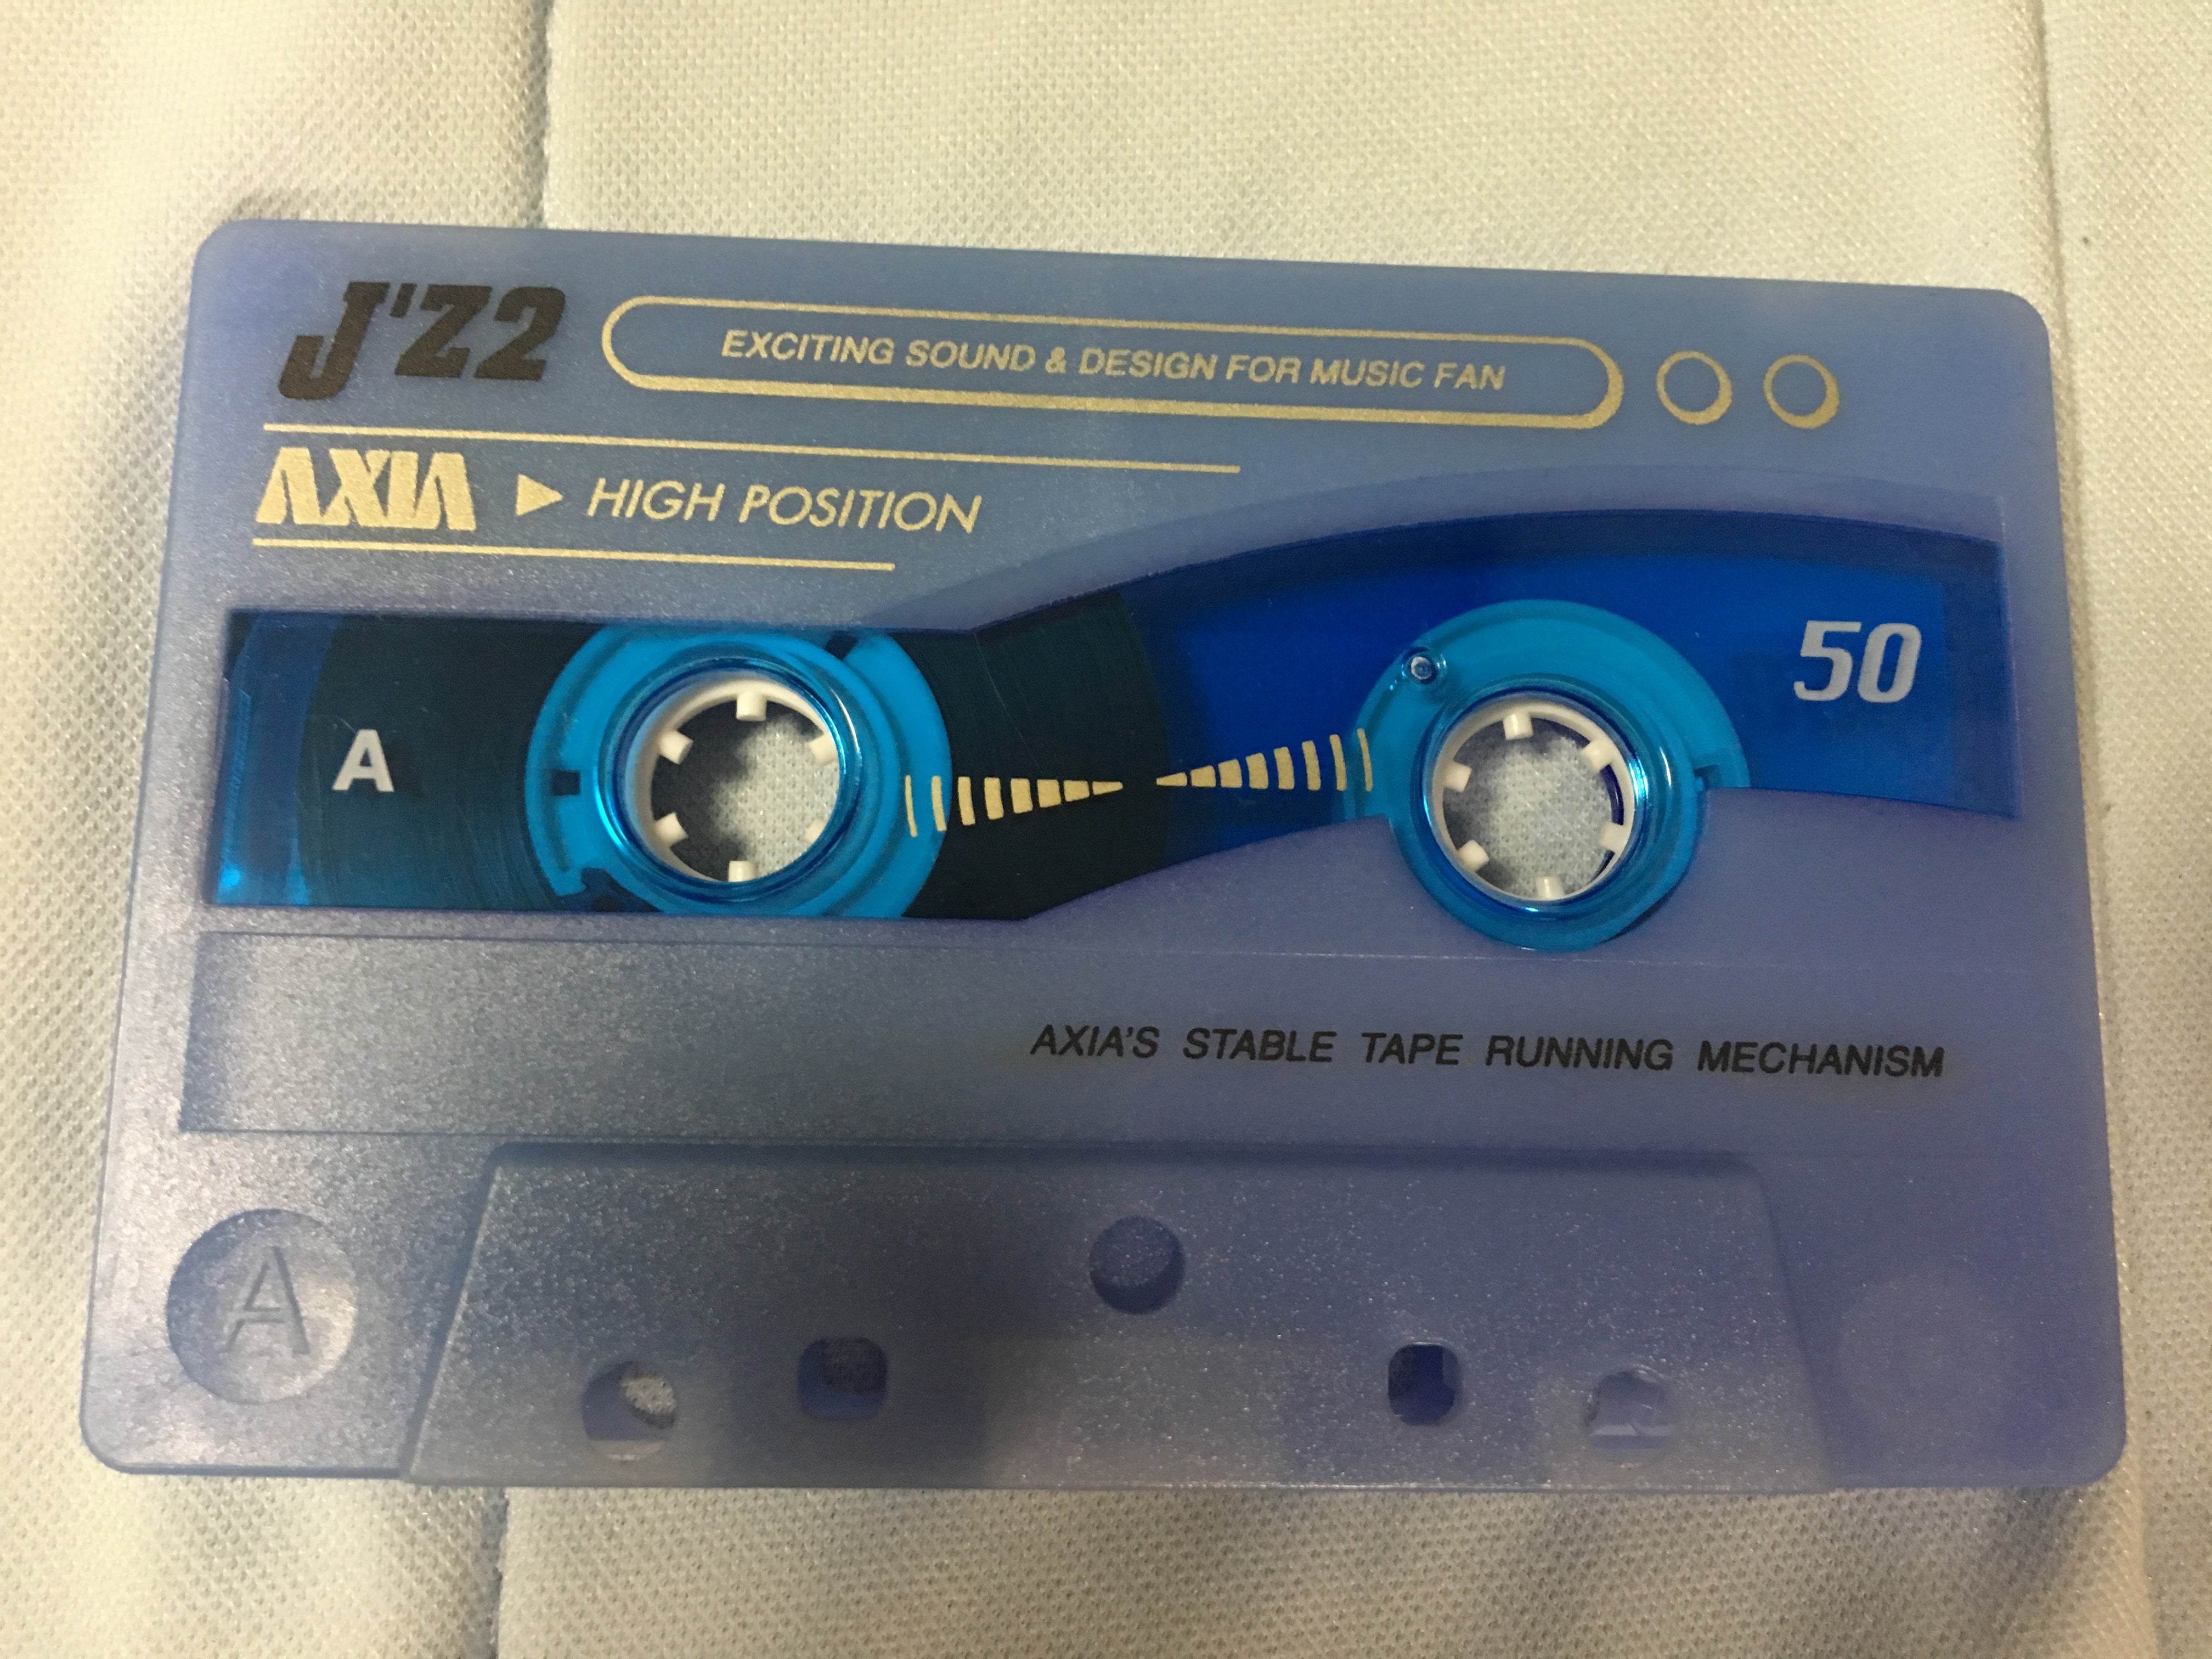 J'Z2
EXCITING SOUND & DESIGN FOR MUSIC FAN
AXIA ▶ HIGH POSITION
50
A
AXIA'S STABLE TAPE RUNNING MECHANISM
A